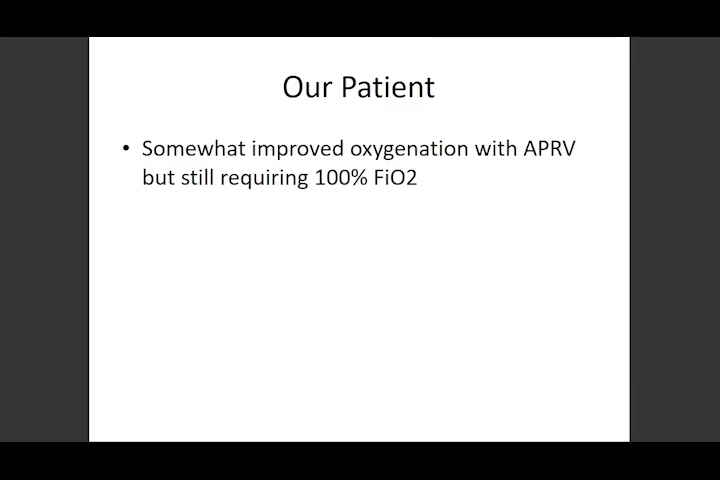 Our Patient
• Somewhat improved oxygenation with APRV
but still requiring 100% FiO2